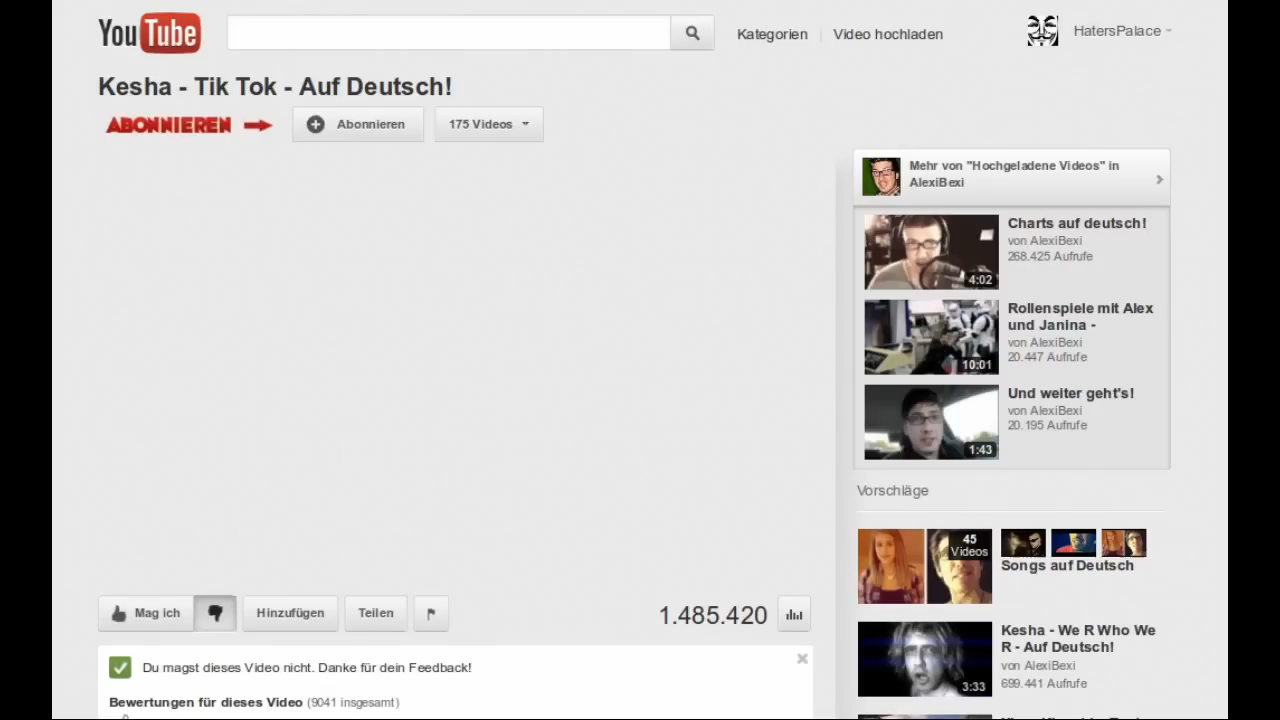 YouTube
Kategorien
Video hochladen
HatersPalace
Kesha - Tik Tok - Auf Deutsch!
ABONNIEREN
Abonnieren
175 Videos
Mehr von "Hochgeladene Videos" in
AlexiBexi
Charts auf deutsch!
von AlexiBexi
268.425 Aufrufe
4:02
Rollenspiele mit Alex
und Janina -
von AlexiBexi
20.447 Aufrufe
10:01
Und weiter geht's!
von AlexiBexi
20.195 Aufrufe
1:43
Vorschläge
45
Videos
Songs auf Deutsch
Kesha - We R Who We
R - Auf Deutsch!
von AlexiBexi
699.441 Aufrufe
3:33
Mag ich
Hinzufügen
Teilen
1.485.420
Du magst dieses Video nicht. Danke für dein Feedback!
Bewertungen für dieses Video (9041 insgesamt)